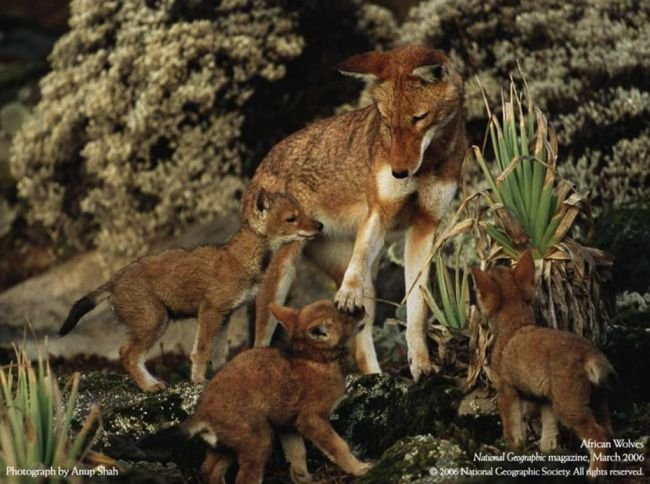 Photograph by Anup Shah
African Wolves
National Geographic magazine, March 2006
© 2006 National Geographic Society. All rights reserved.